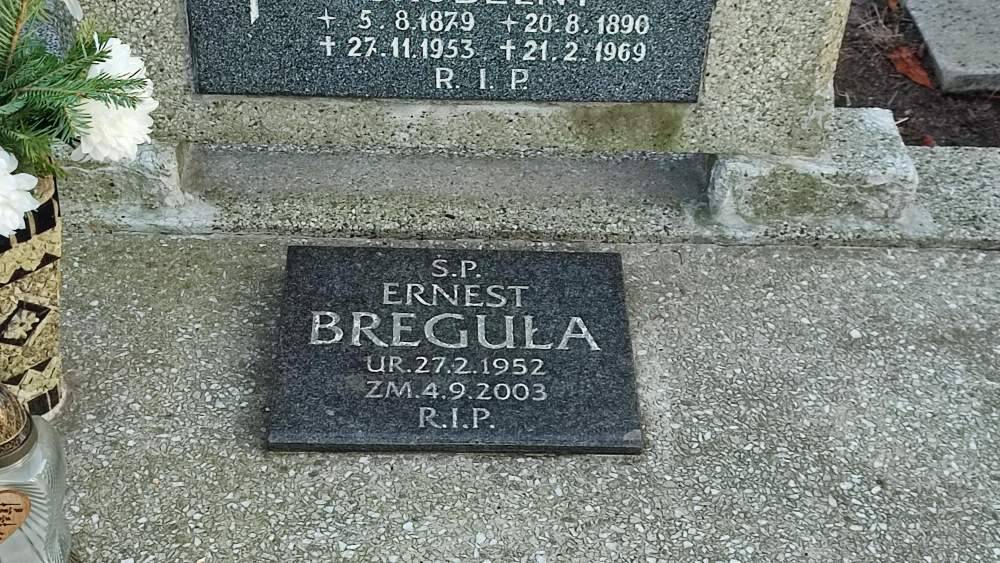 + 5.8.1879 + 20.8.1890
+ 27.11.1953 + 21.2.1969
R.I.P.
S.P.
ERNEST
BREGUŁA
UR.27.2.1952
ZM.4.9.2003
R.I.P.